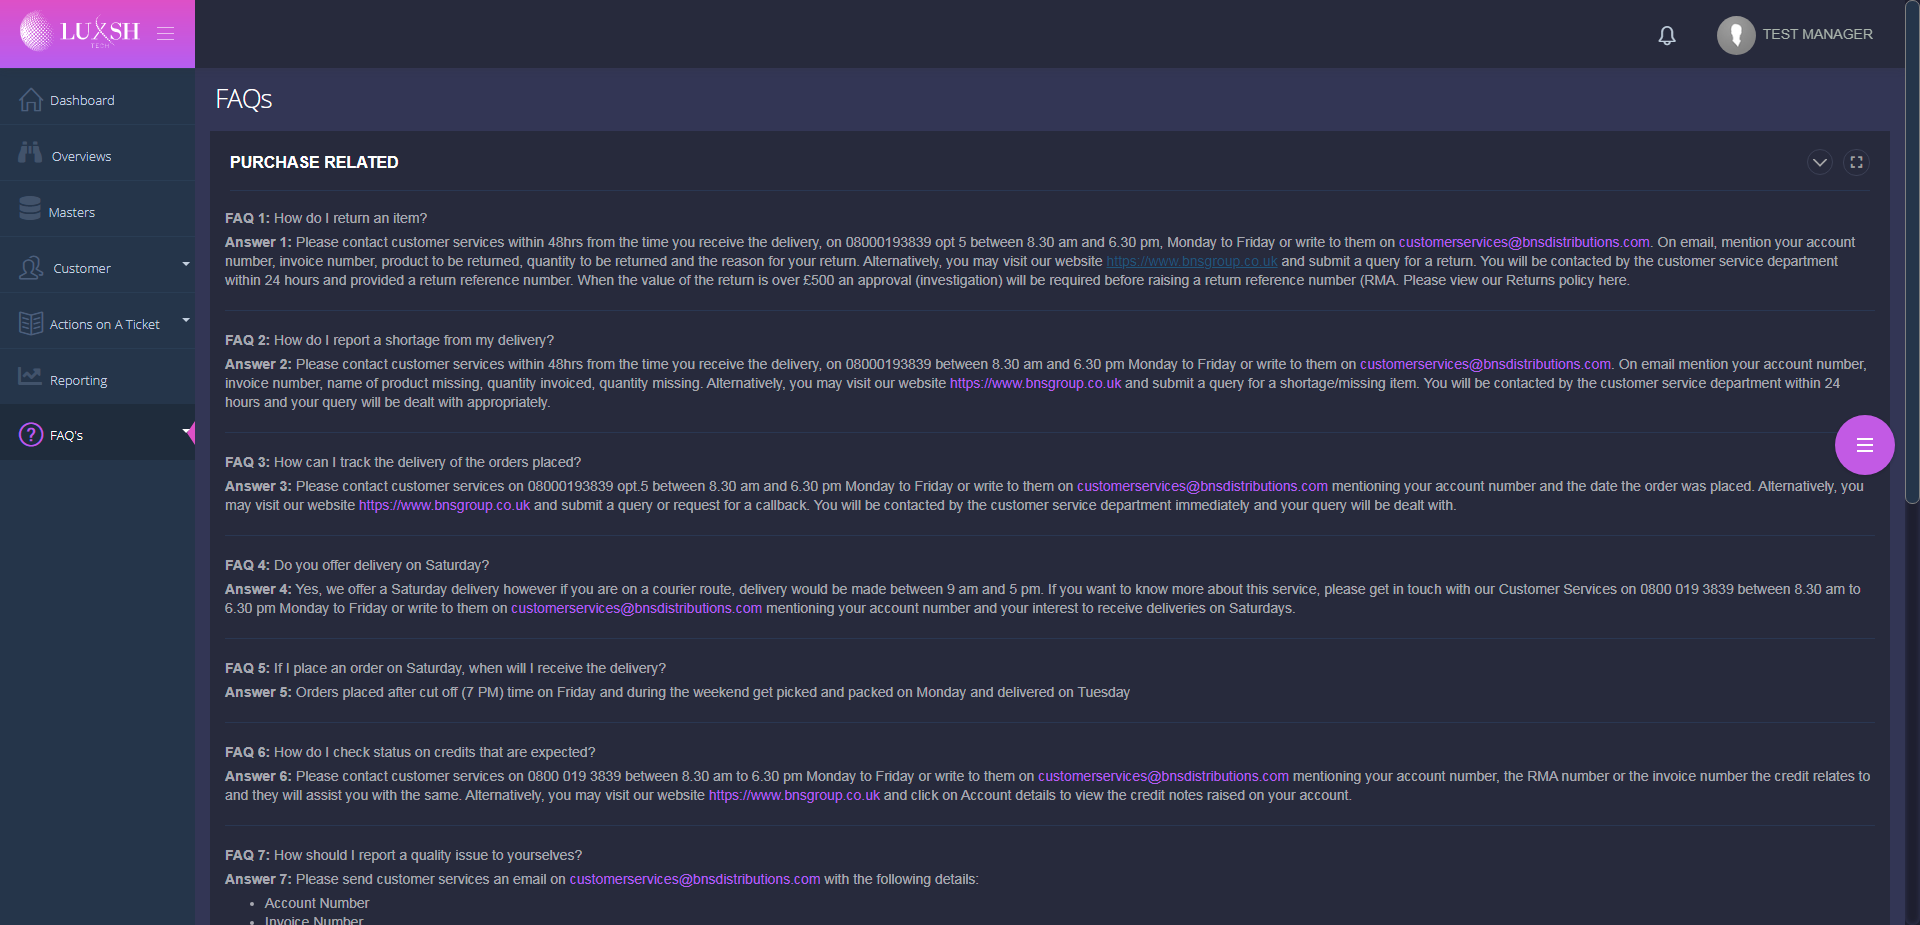 LUXSH
TECH
TEST MANAGER
Dashboard
Overviews
Masters
Customer
Actions on A Ticket
Reporting
FAQ's
FAQs
PURCHASE RELATED
FAQ 1: How do I return an item?
Answer 1: Please contact customer services within 48hrs from the time you receive the delivery, on 08000193839 opt 5 between 8.30 am and 6.30 pm, Monday to Friday or write to them on customerservices@bnsdistributions.com. On email, mention your account
number, invoice number, product to be returned, quantity to be returned and the reason for your return. Alternatively, you may visit our website https://www.bnsgroup.co.uk and submit a query for a return. You will be contacted by the customer service department
within 24 hours and provided a return reference number. When the value of the return is over £500 an approval (investigation) will be required before raising a return reference number (RMA. Please view our Returns policy here.
FAQ 2: How do I report a shortage from my delivery?
Answer 2: Please contact customer services within 48hrs from the time you receive the delivery, on 08000193839 between 8.30 am and 6.30 pm Monday to Friday or write to them on customerservices@bnsdistributions.com. On email mention your account number,
invoice number, name of product missing, quantity invoiced, quantity missing. Alternatively, you may visit our website https://www.bnsgroup.co.uk and submit a query for a shortage/missing item. You will be contacted by the customer service department within 24
hours and your query will be dealt with appropriately.
FAQ 3: How can I track the delivery of the orders placed?
Answer 3: Please contact customer services on 08000193839 opt.5 between 8.30 am and 6.30 pm Monday to Friday or write to them on customerservices@bnsdistributions.com mentioning your account number and the date the order was placed. Alternatively, you
may visit our website https://www.bnsgroup.co.uk and submit a query or request for a callback. You will be contacted by the customer service department immediately and your query will be dealt with.
FAQ 4: Do you offer delivery on Saturday?
Answer 4: Yes, we offer a Saturday delivery however if you are on a courier route, delivery would be made between 9 am and 5 pm. If you want to know more about this service, please get in touch with our Customer Services on 0800 019 3839 between 8.30 am to
6.30 pm Monday to Friday or write to them on customerservices@bnsdistributions.com mentioning your account number and your interest to receive deliveries on Saturdays.
FAQ 5: If I place an order on Saturday, when will I receive the delivery?
Answer 5: Orders placed after cut off (7 PM) time on Friday and during the weekend get picked and packed on Monday and delivered on Tuesday
FAQ 6: How do I check status on credits that are expected?
Answer 6: Please contact customer services on 0800 019 3839 between 8.30 am to 6.30 pm Monday to Friday or write to them on customerservices@bnsdistributions.com mentioning your account number, the RMA number or the invoice number the credit relates to
and they will assist you with the same. Alternatively, you may visit our website https://www.bnsgroup.co.uk and click on Account details to view the credit notes raised on your account.
FAQ 7: How should I report a quality issue to yourselves?
Answer 7: Please send customer services an email on customerservices@bnsdistributions.com with the following details:
• Account Number
• Invoice Number